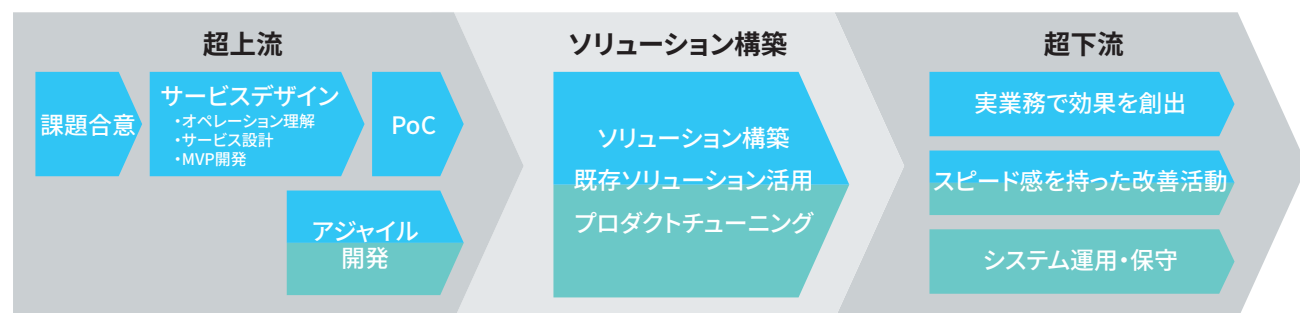 超上流
課題合意
サービスデザイン
・オペレーション理解
・サービス設計
・MVP開発
PoC
アジャイル
開発
ソリューション構築
ソリューション構築
既存ソリューション活用
プロダクトチューニング
超下流
実業務で効果を創出
スピード感を持った改善活動
システム運用・保守